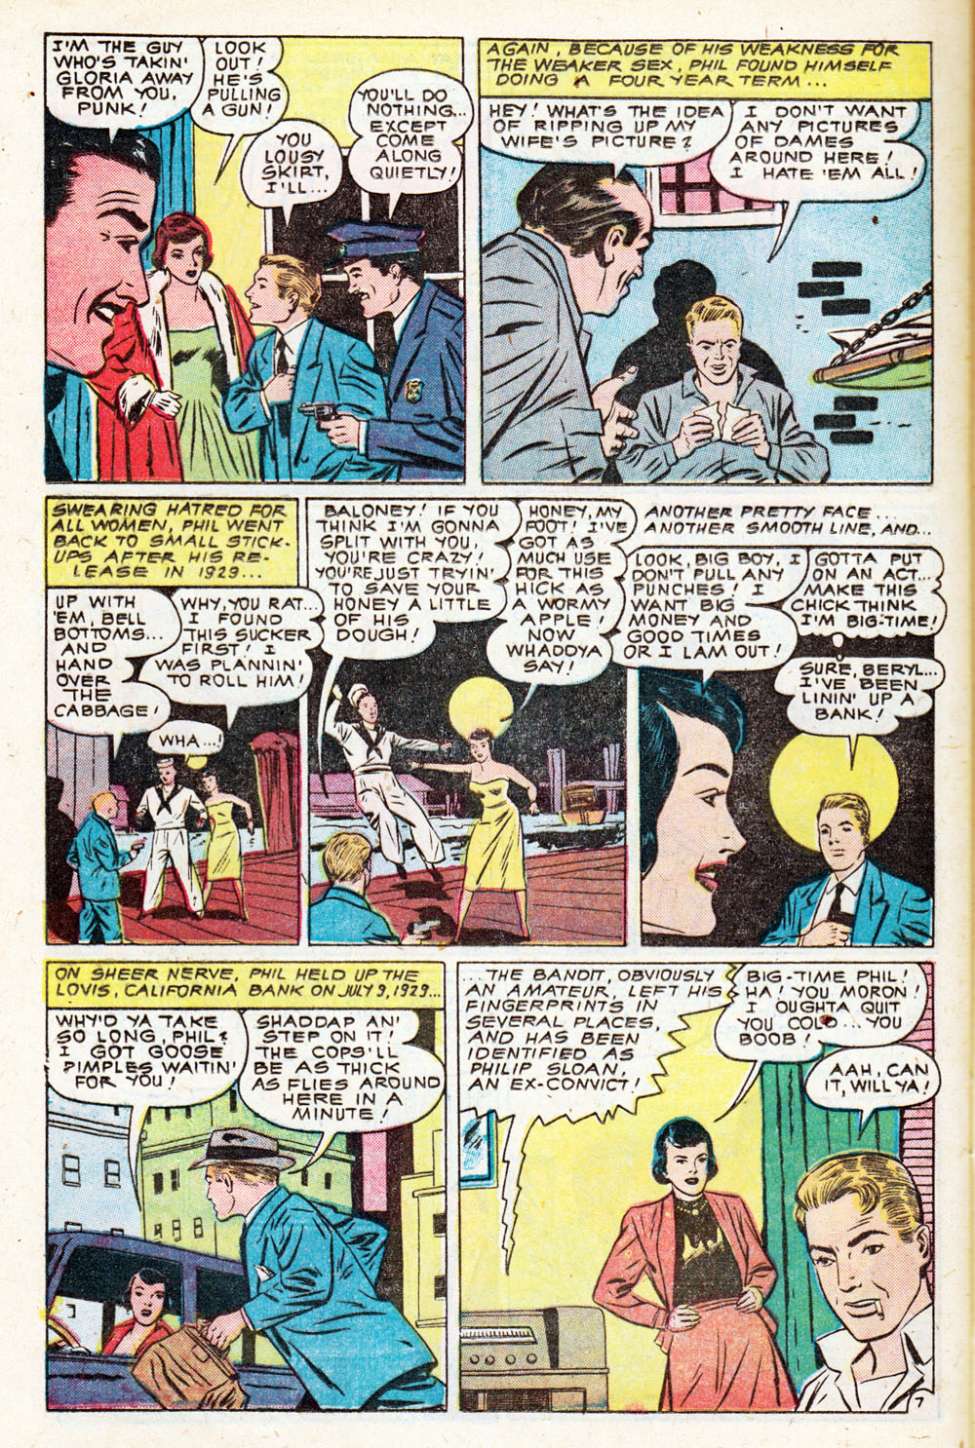 I'M THE GUY
WHO'S TAKIN'
GLORIA AWAY
FROM YOU,
PUNK!
LOOK
OUT!
HE'S
PULLING
A GUN!
YOU
LOUSY
SKIRT,
I'LL...
YOU'LL DO
NOTHING...
EXCEPT
COME
ALONG
QUIETLY!
AGAIN, BECAUSE OF HIS WEAKNESS FOR
THE WEAKER SEX, PHIL FOUND HIMSELF
DOING A FOUR YEAR TERM...
HEY! WHAT'S THE IDEA
OF RIPPING UP MY
WIFE'S PICTURE?
I DON'T WANT
ANY PICTURES
OF DAMES
AROUND HERE!
I HATE 'EM ALL!
SWEARING HATRED FOR
ALL WOMEN, PHIL WENT
BACK TO SMALL STICK-
UPS AFTER HIS RE-
LEASE IN 1929...
UP WITH
'EM, BELL
BOTTOMS...
AND
HAND
OVER
THE
CABBAGE!
WHY, YOU RAT...
I FOUND
THIS SUCKER
FIRST! I
WAS PLANNIN'
TO ROLL HIM!
WHA...!
BALONEY! IF YOU
THINK I'M GONNA
SPLIT WITH YOU,
YOU'RE CRAZY!
YOU'RE JUST TRYIN'
TO SAVE YOUR
HONEY A LITTLE
OF HIS
DOUGH!
HONEY, MY
FOOT! I'VE
GOT AS
MUCH USE
FOR THIS
HICK AS
A WORMY
APPLE!
NOW
WHADDYA
SAY!
ANOTHER PRETTY FACE...
ANOTHER SMOOTH LINE, AND...
LOOK, BIG BOY, I
DON'T PULL ANY
PUNCHES! I
WANT BIG
MONEY AND
GOOD TIMES
OR I LAM OUT!
GOTTA PUT
ON AN ACT...
MAKE THIS
CHICK THINK
I'M BIG-TIME!
SURE, BERYL...
I'VE BEEN
LININ' UP A
BANK!
ON SHEER NERVE, PHIL HELD UP THE
LOVIS, CALIFORNIA BANK ON JULY 3, 1929...
WHY'D YA TAKE
SO LONG, PHIL?
I GOT GOOSE
PIMPLES WAITIN'
FOR YOU!
SHADDAP AN'
STEP ON IT!
THE COPS'LL
BE AS THICK
AS FLIES AROUND
HERE IN A
MINUTE!
...THE BANDIT, OBVIOUSLY
AN AMATEUR, LEFT HIS
FINGERPRINTS IN
SEVERAL PLACES,
AND HAS BEEN
IDENTIFIED AS
PHILIP SLOAN,
AN EX-CONVICT!
BIG-TIME PHIL!
HA! YOU MORON!
I OUGHTA QUIT
YOU COLD...YOU
BOOB!
AAH, CAN
IT, WILL YA!
7